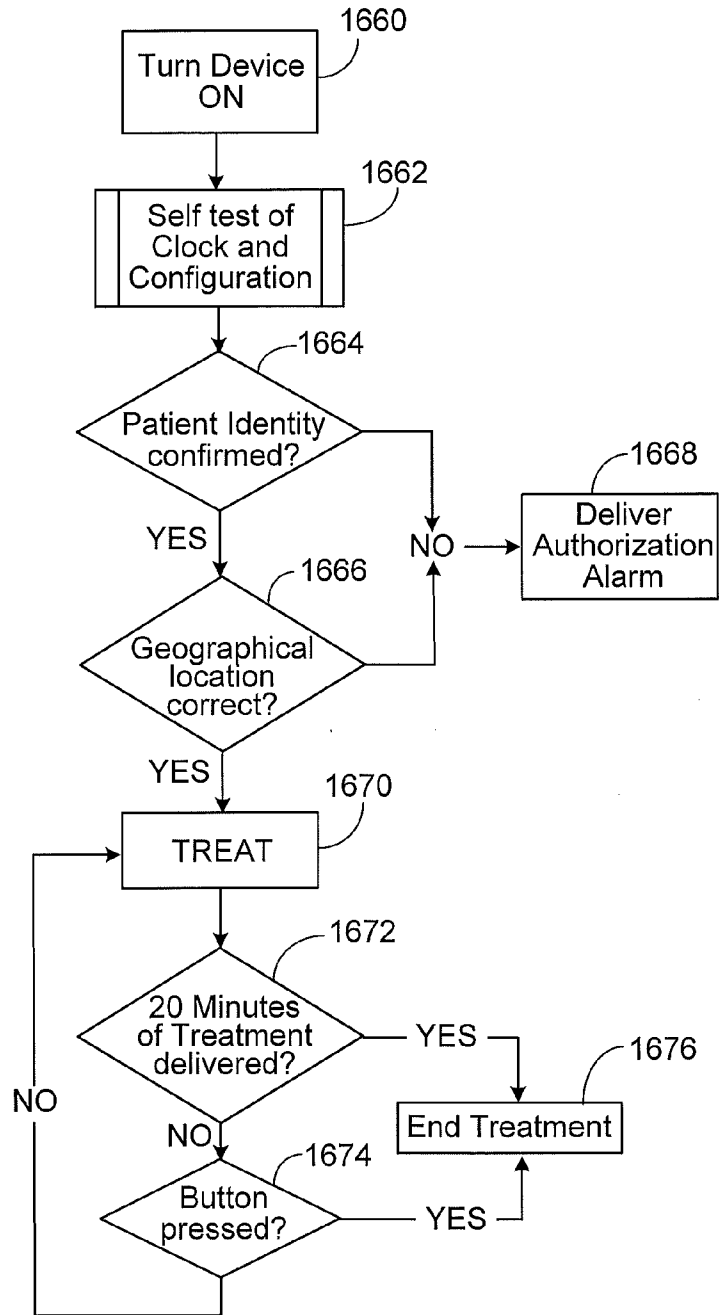 1660
Turn Device
ON
1662
Self test of
Clock and
Configuration
1664
Patient Identity
confirmed?
1668
Deliver
Authorization
Alarm
NO
YES
1666
Geographical
location
correct?
YES
1670
TREAT
1672
20 Minutes
of Treatment
delivered?
YES
1676
End Treatment
NO
NO
1674
Button
pressed?
YES